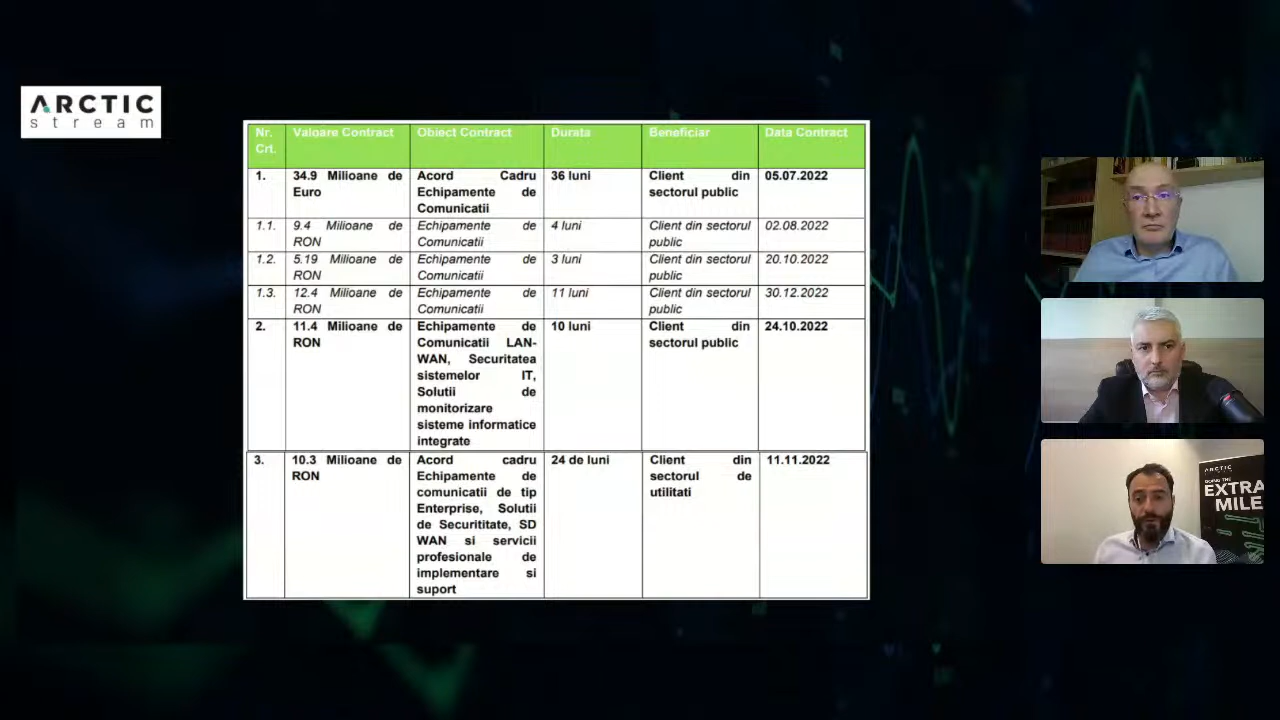 ARCTIC
stream
Nr. Crt. Valoare Contract Obiect Contract Durata Beneficiar Data Contract
1. 34.9 Milioane de Euro Acord Cadru Echipamente de Comunicatii 36 luni Client din sectorul public 05.07.2022
1.1. 9.4 Milioane de RON Echipamente de Comunicatii 4 luni Client din sectorul public 02.08.2022
1.2. 5.19 Milioane de RON Echipamente de Comunicatii 3 luni Client din sectorul public 20.10.2022
1.3. 12.4 Milioane de RON Echipamente de Comunicatii 11 luni Client din sectorul public 30.12.2022
2. 11.4 Milioane de RON Echipamente de Comunicatii LAN-WAN, Securitatea sistemelor IT, Solutii de monitorizare sisteme informatice integrate 10 luni Client din sectorul public 24.10.2022
3. 10.3 Milioane de RON Acord cadru Echipamente de comunicatii de tip Enterprise, Solutii de Securititate, SD WAN si servicii profesionale de implementare si suport 24 de luni Client din sectorul de utilitati 11.11.2022
ARCTIC
GOING THE
EXTRA
MILE